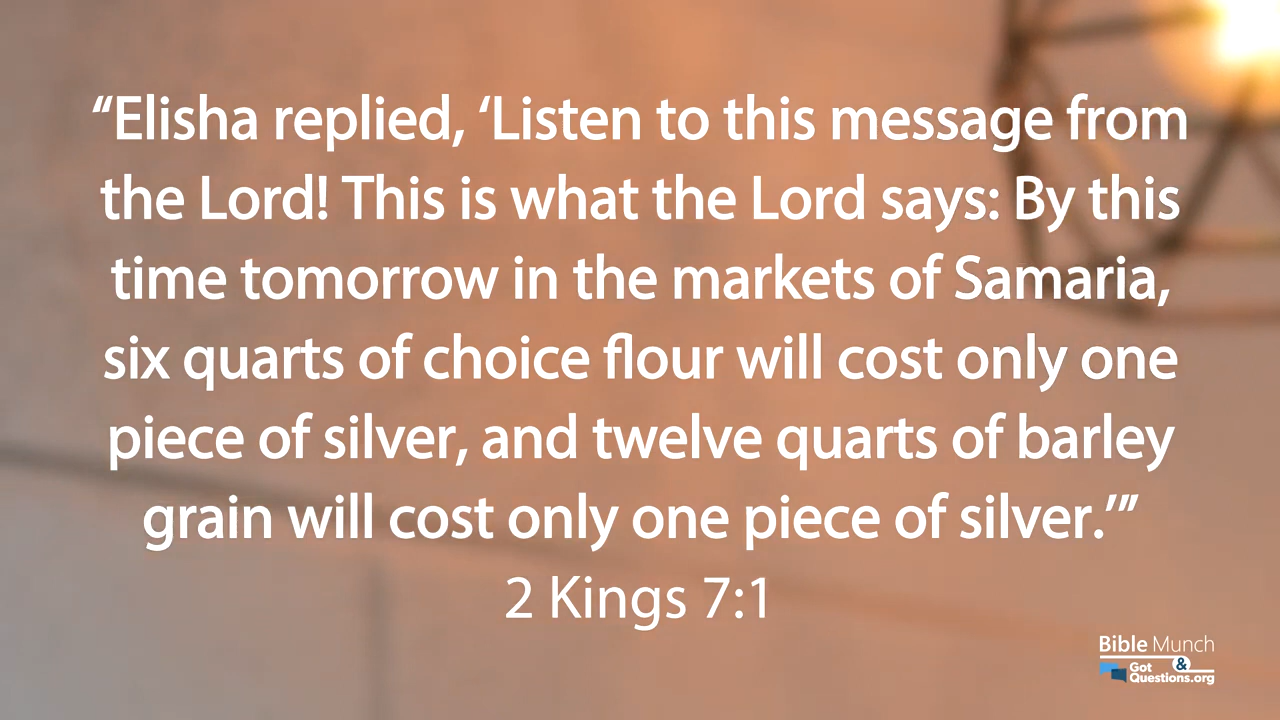 “Elisha replied, ‘Listen to this message from
the Lord! This is what the Lord says: By this
time tomorrow in the markets of Samaria,
six quarts of choice flour will cost only one
piece of silver, and twelve quarts of barley
grain will cost only one piece of silver.’”
2 Kings 7:1
Bible Munch
&
Got
Questions.org